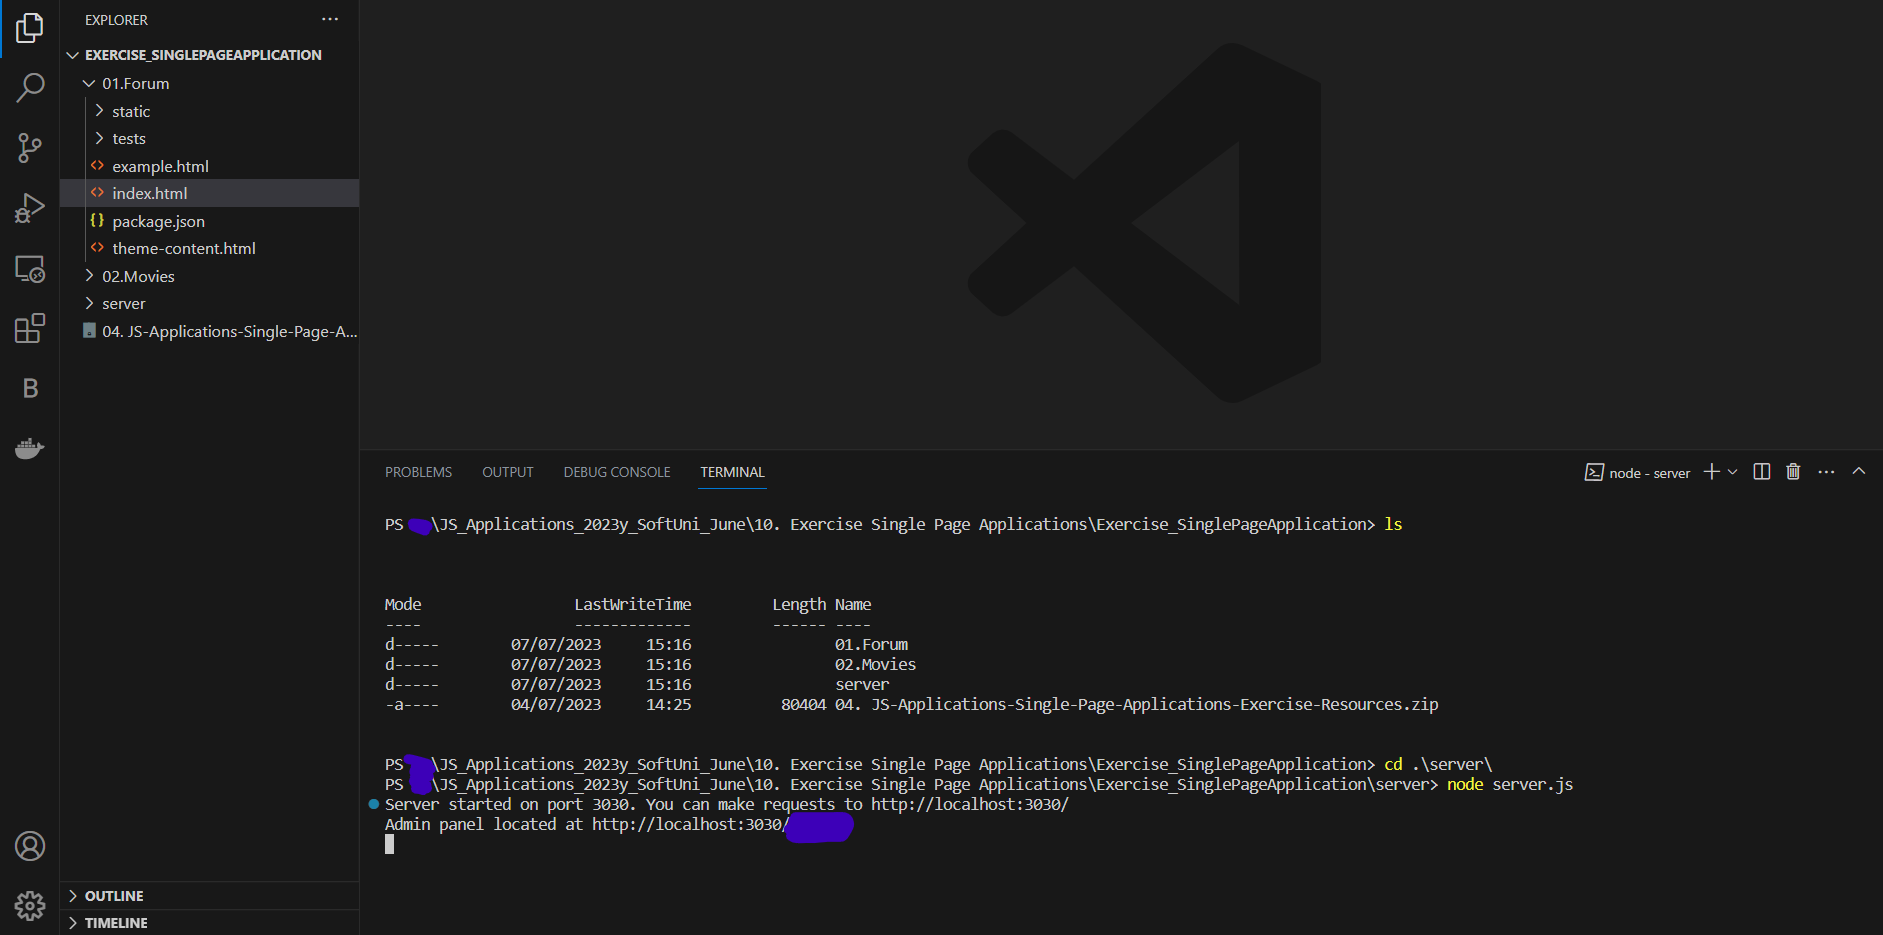 EXPLORER
EXERCISE_SINGLEPAGEAPPLICATION
01.Forum
static
tests
example.html
index.html
package.json
theme-content.html
02.Movies
server
04. JS-Applications-Single-Page-A...
B
OUTLINE
TIMELINE
PROBLEMS OUTPUT DEBUG CONSOLE TERMINAL
node - server
PS \JS_Applications_2023y_SoftUni_June\10. Exercise Single Page Applications\Exercise_SinglePageApplication> ls
Mode LastWriteTime Length Name
---- ------------- ------ ----
d----- 07/07/2023 15:16 01.Forum
d----- 07/07/2023 15:16 02.Movies
d----- 07/07/2023 15:16 server
-a---- 04/07/2023 14:25 80404 04. JS-Applications-Single-Page-Applications-Exercise-Resources.zip
PS \JS_Applications_2023y_SoftUni_June\10. Exercise Single Page Applications\Exercise_SinglePageApplication> cd .\server\
PS \JS_Applications_2023y_SoftUni_June\10. Exercise Single Page Applications\Exercise_SinglePageApplication\server> node server.js
Server started on port 3030. You can make requests to http://localhost:3030/
Admin panel located at http://localhost:3030/